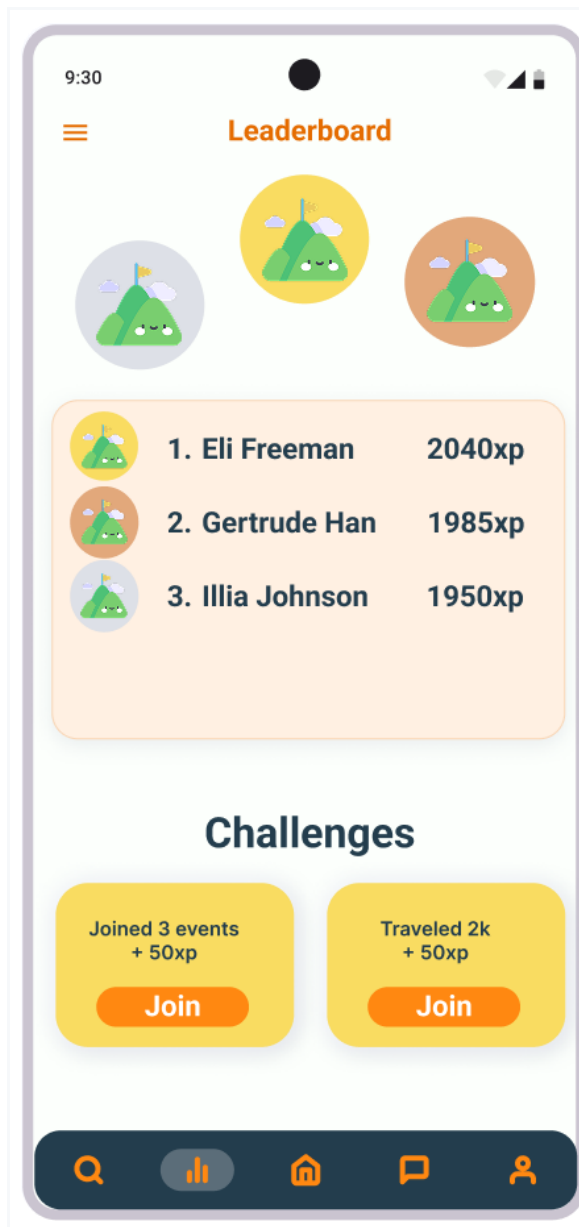 9:30
Leaderboard
1. Eli Freeman 2040xp
2. Gertrude Han 1985xp
3. Illia Johnson 1950xp
Challenges
Joined 3 events
+ 50xp
Join
Traveled 2k
+ 50xp
Join